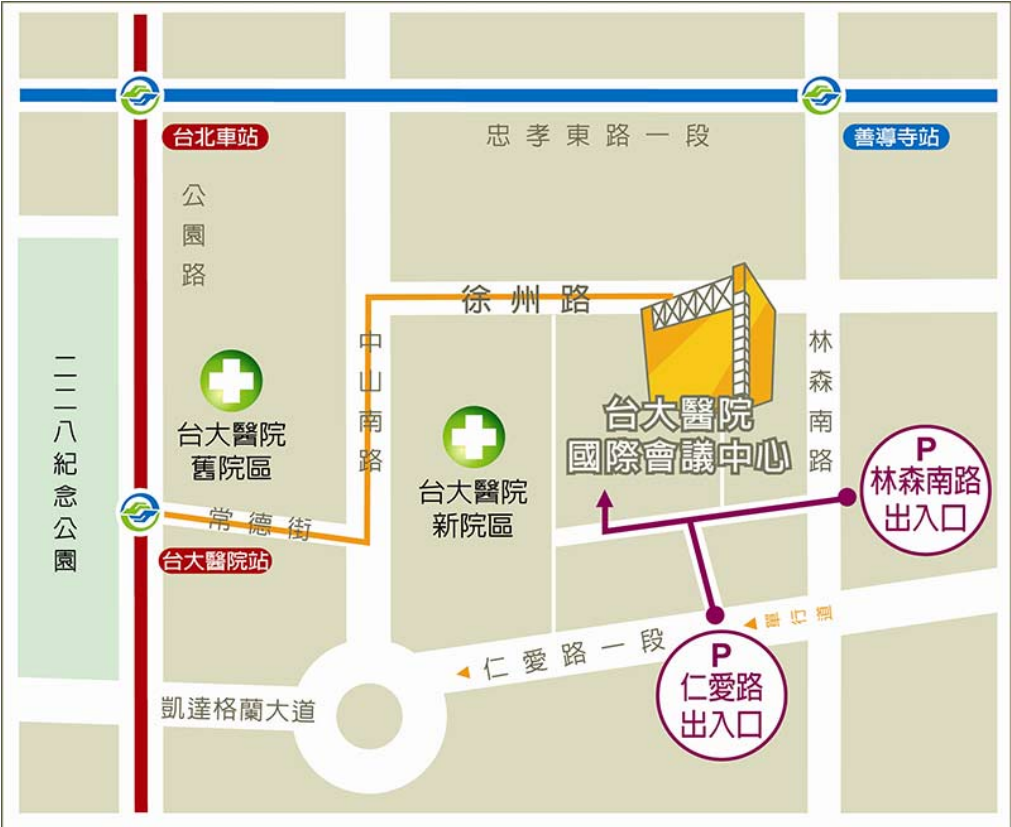 台北車站
忠孝東路一段
善導寺站
公園路
徐州路
中山南路
林森南路
二二八紀念公園
台大醫院
舊院區
台大醫院
國際會議中心
台大醫院
新院區
P
林森南路
出入口
常德街
台大醫院站
單行道
仁愛路一段
P
仁愛路
出入口
凱達格蘭大道